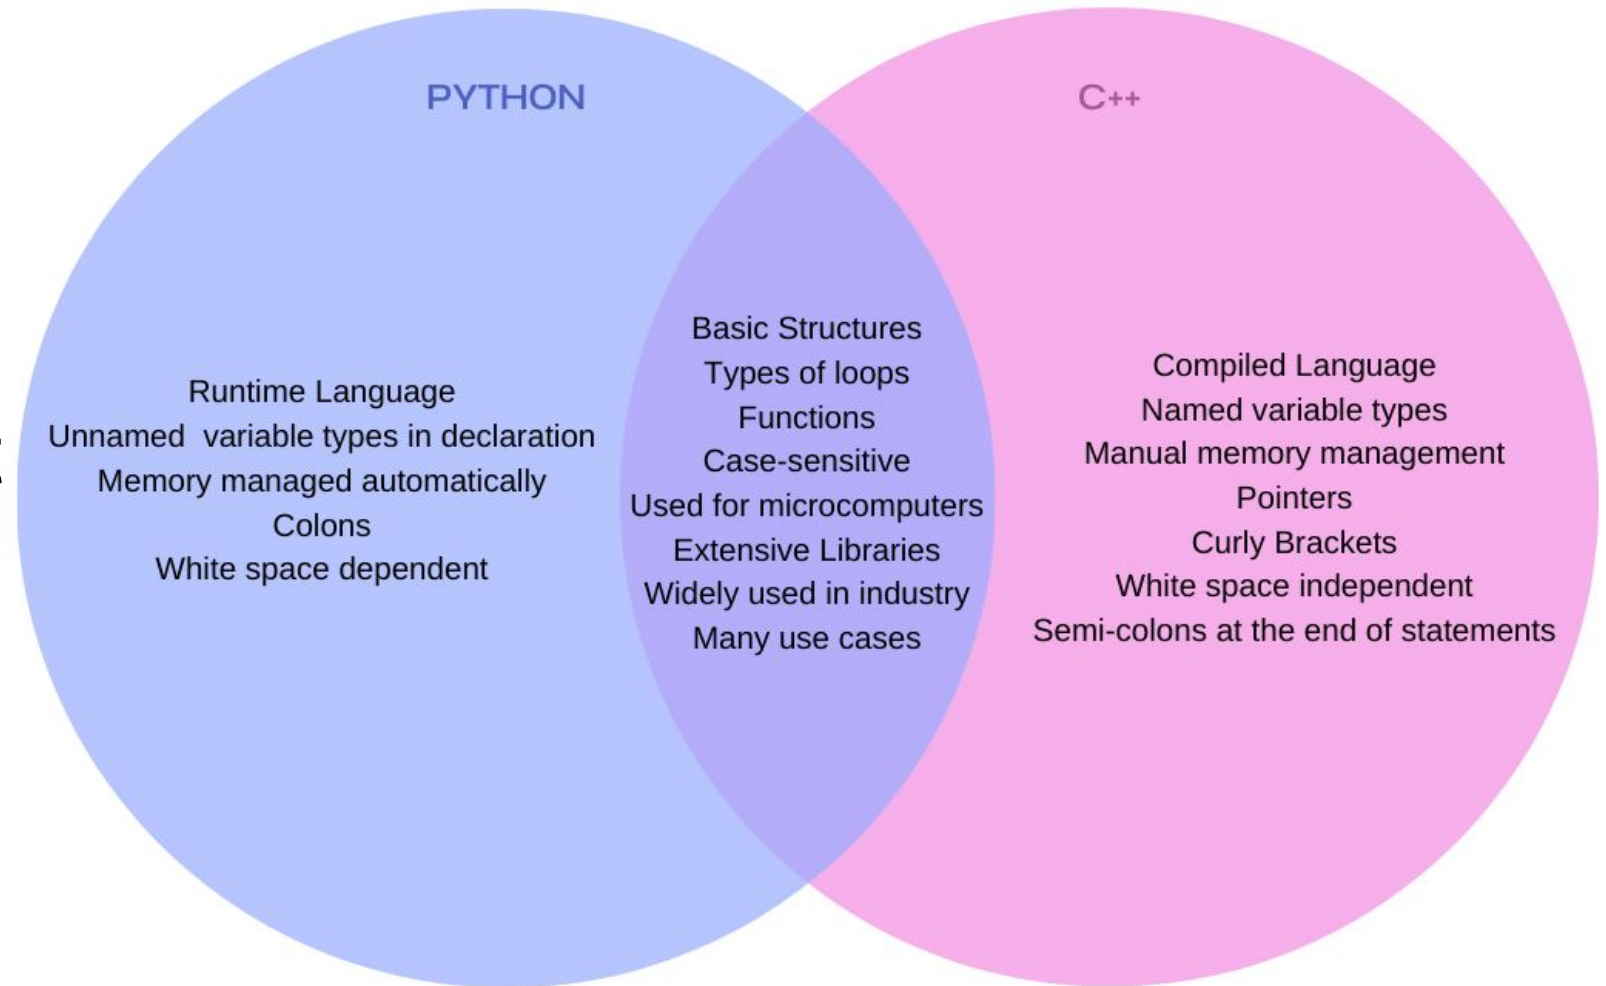 PYTHON
Runtime Language
Unnamed  variable types in declaration
Memory managed automatically
Colons
White space dependent
Basic Structures
Types of loops
Functions
Case-sensitive
Used for microcomputers
Extensive Libraries
Widely used in industry
Many use cases
C++
Compiled Language
Named variable types
Manual memory management
Pointers
Curly Brackets
White space independent
Semi-colons at the end of statements